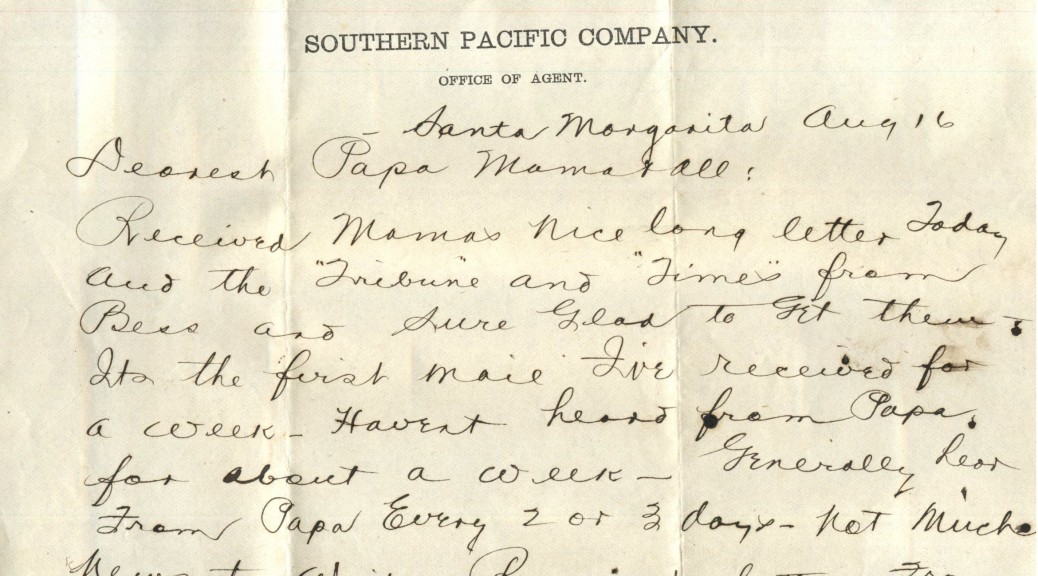 SOUTHERN PACIFIC COMPANY.
OFFICE OF AGENT.
- Santa Margarita Aug 16
Dearest Papa Mama & all:
Received Mamas Nice long letter Today
and the "Tribune" and "Times" from
Bess and Sure Glad to Get them -
Its the first mail I've received for
a week - Havent heard from Papa
for about a week - Generally hear
From Papa Every 2 or 3 days - Not Much